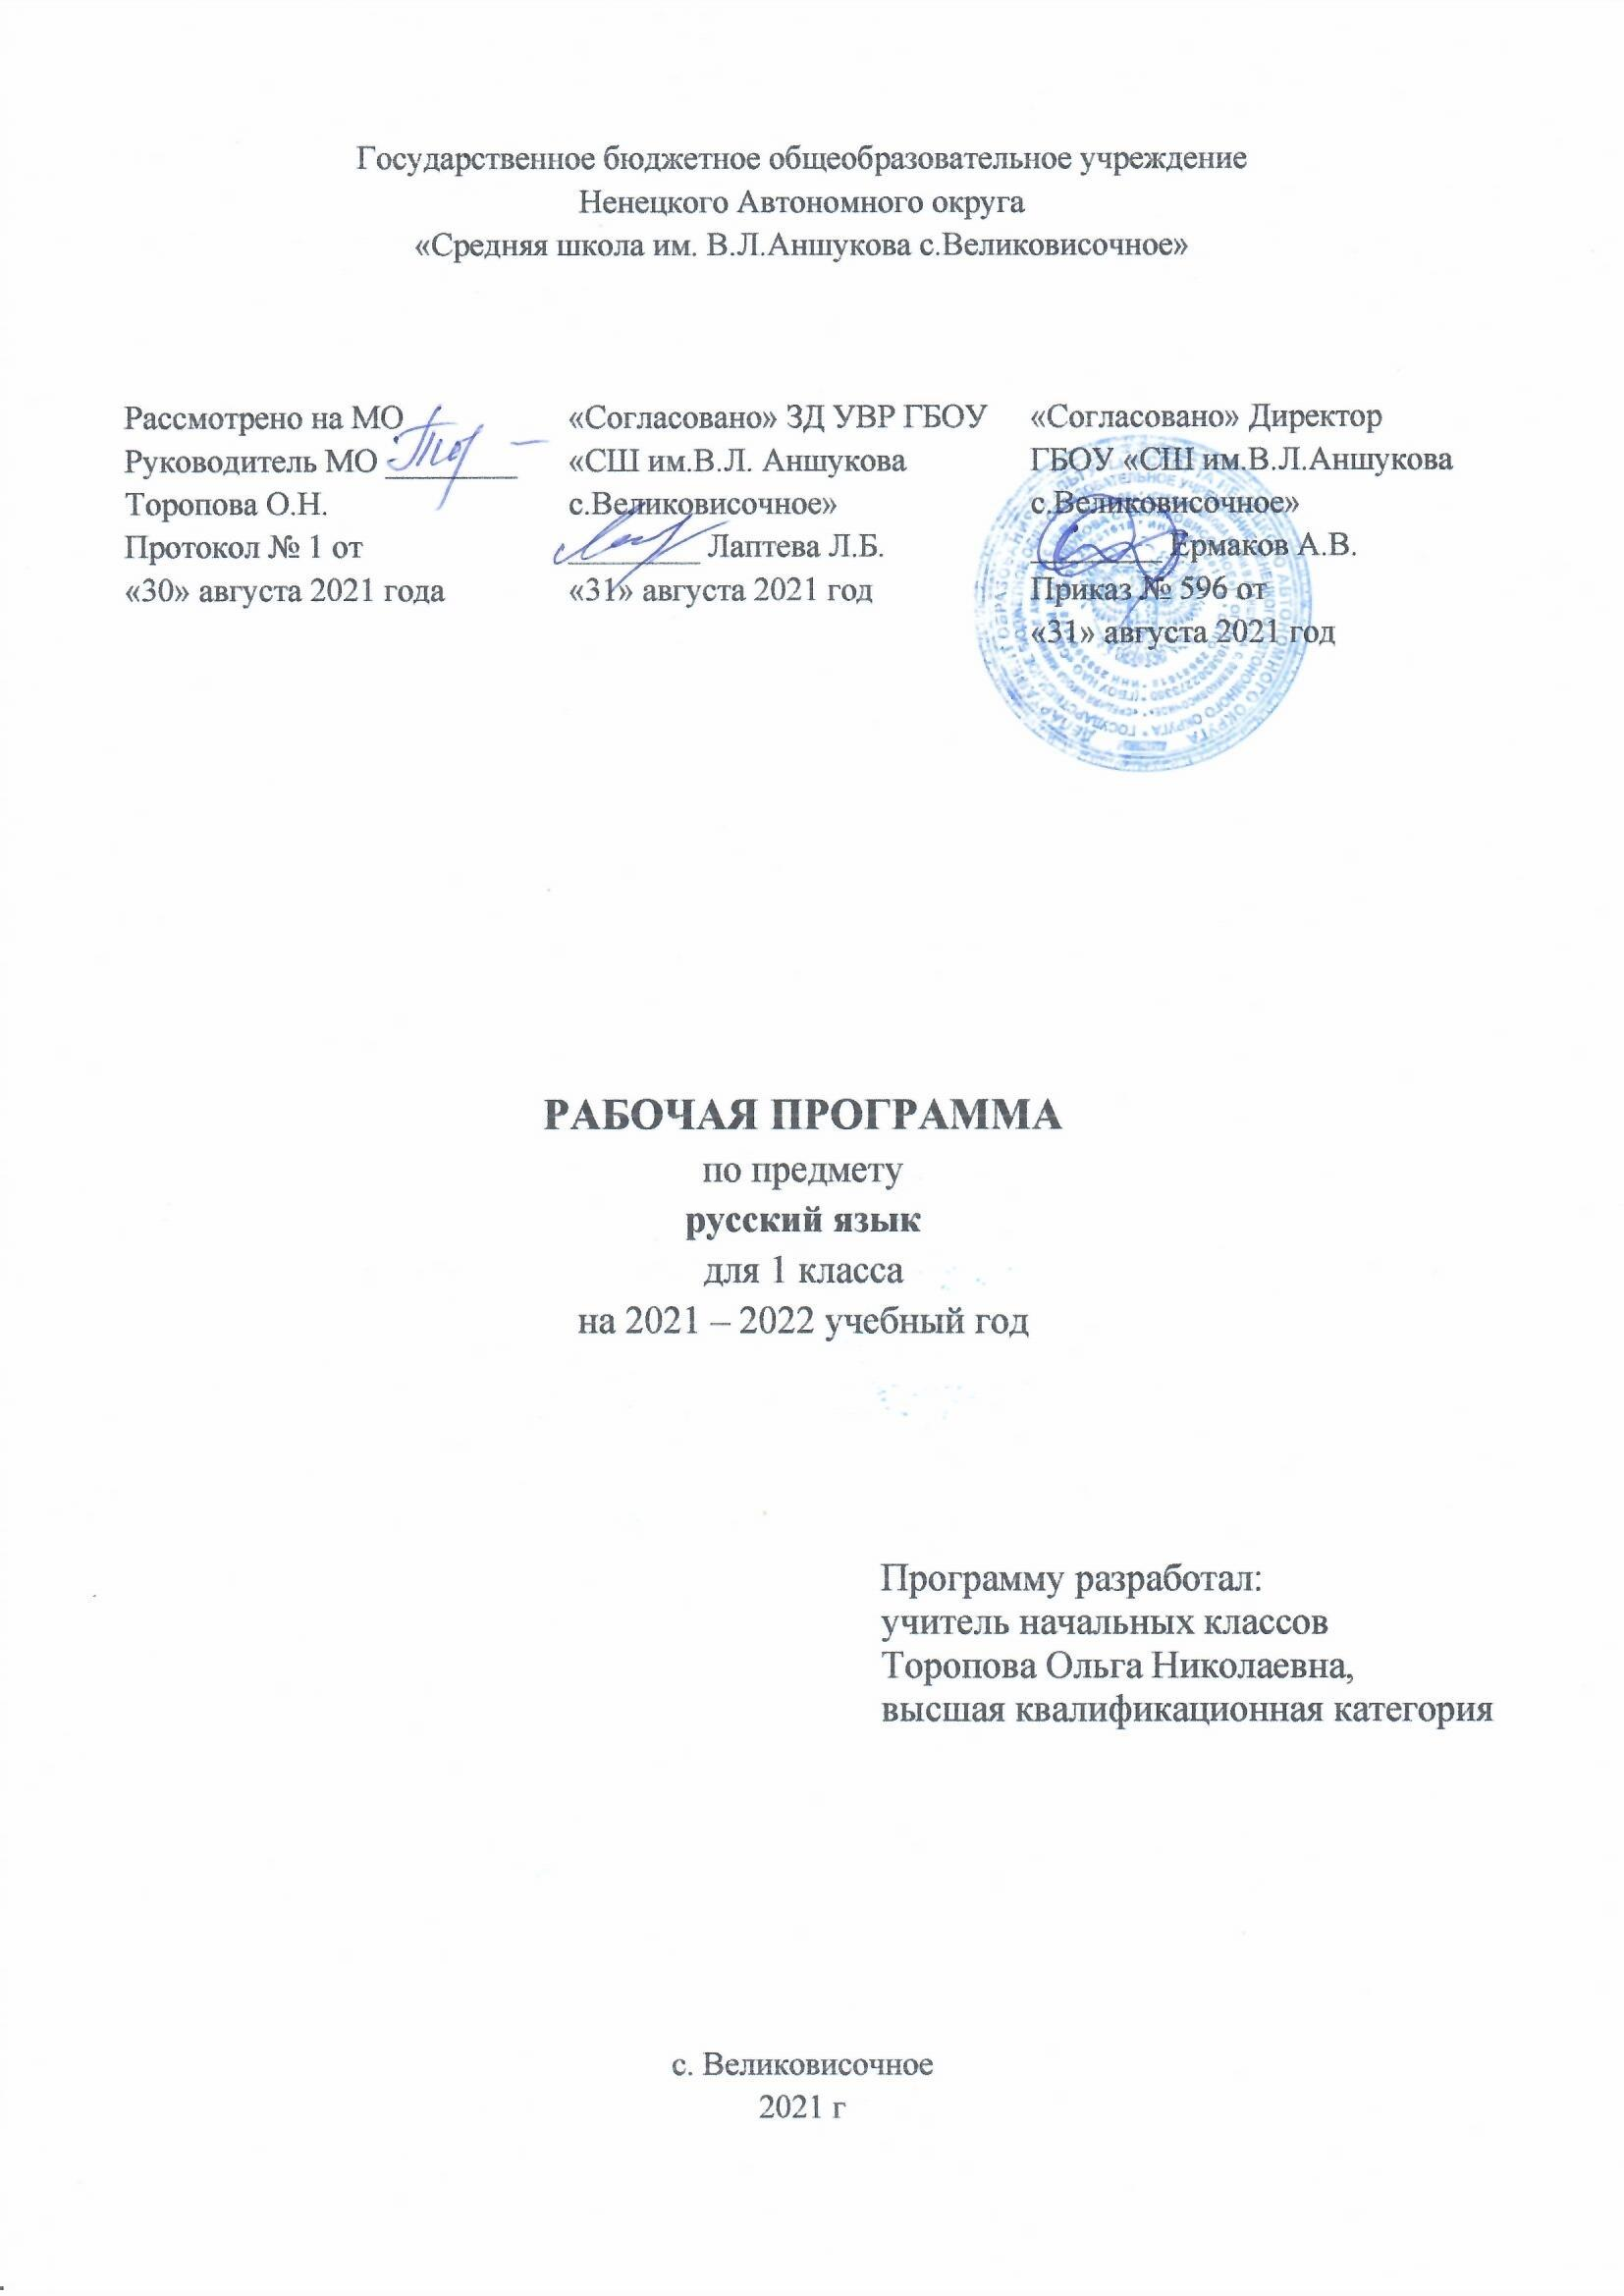 Государственное бюджетное общеобразовательное учреждение
Ненецкого Автономного округа
«Средняя школа им. В.Л.Аншукова с.Великовисочное»
Рассмотрено на МО
Руководитель МО ________
Торопова О.Н.
Протокол № 1 от
«30» августа 2021 года
«Согласовано» ЗД УВР ГБОУ
«СШ им.В.Л. Аншукова
с.Великовисочное»
________ Лаптева Л.Б.
«31» августа 2021 год
«Согласовано» Директор
ГБОУ «СШ им.В.Л.Аншукова
с.Великовисочное»
________ Ермаков А.В.
Приказ № 596 от
«31» августа 2021 год
РАБОЧАЯ ПРОГРАММА
по предмету
русский язык
для 1 класса
на 2021 – 2022 учебный год
Программу разработал:
учитель начальных классов
Торопова Ольга Николаевна,
высшая квалификационная категория
с. Великовисочное
2021 г